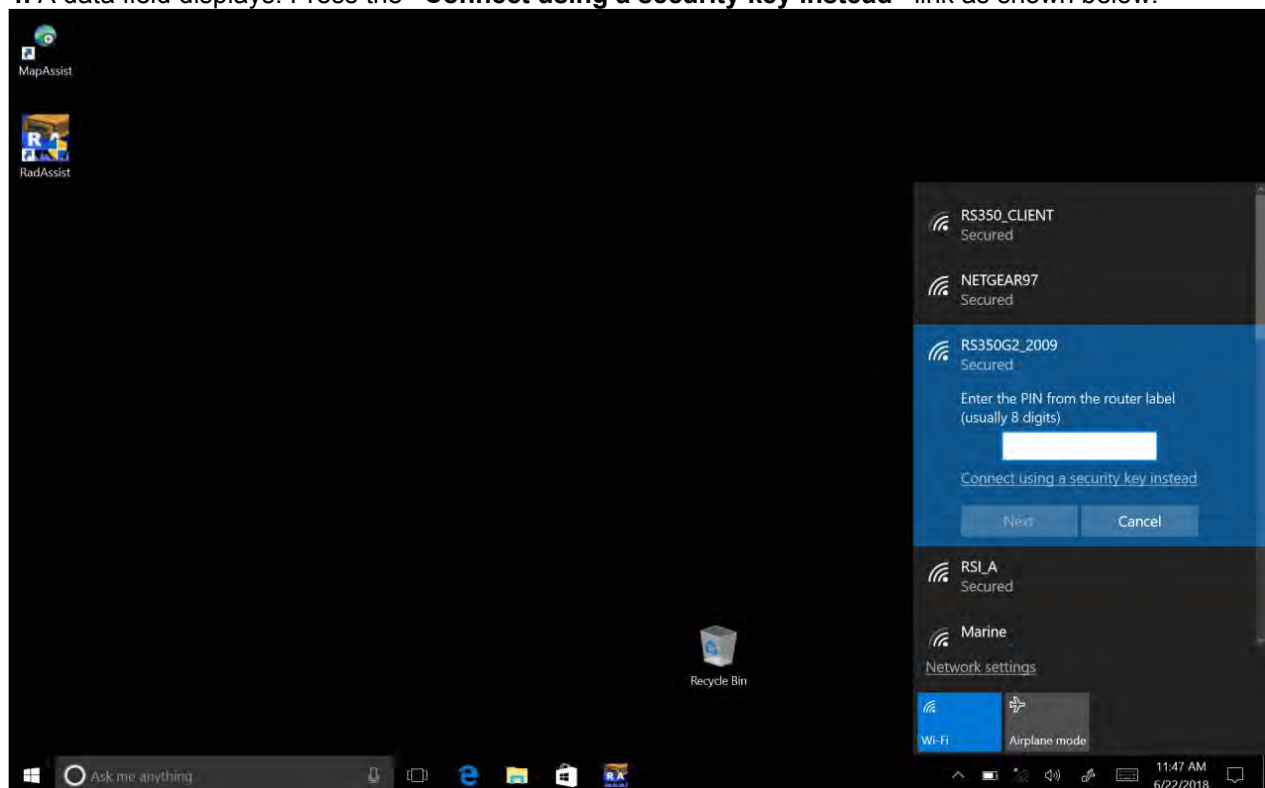 4. A data field displays. Press the "Connect using a security key instead" link as shown below.
MapAssist
R A
RadAssist
RS350_CLIENT
Secured
NETGEAR97
Secured
RS350G2_2009
Secured
Enter the PIN from the router label
(usually 8 digits)
Connect using a security key instead
Next Cancel
RSI_A
Secured
Marine
Network settings
Wi-Fi Airplane mode
Recycle Bin
Ask me anything
RA
11:47 AM
6/22/2018